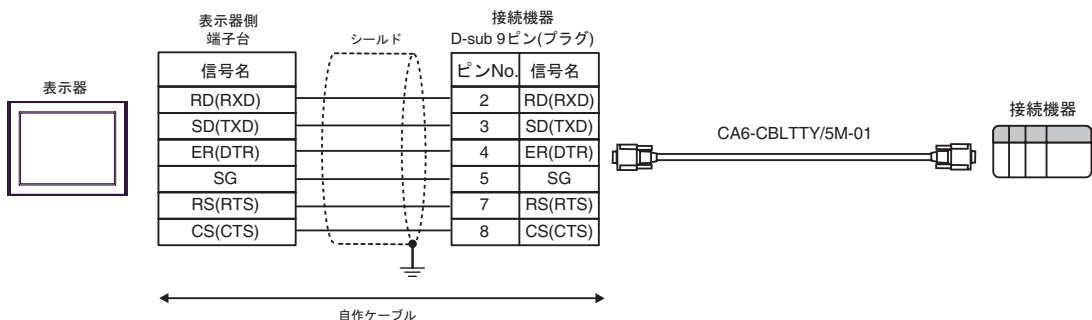 表示器
表示器側
端子台
シールド
接続機器
D-sub 9ピン(プラグ)
信号名 ピンNo. 信号名
RD(RXD) 2 RD(RXD)
SD(TXD) 3 SD(TXD)
ER(DTR) 4 ER(DTR)
SG 5 SG
RS(RTS) 7 RS(RTS)
CS(CTS) 8 CS(CTS)
自作ケーブル
CA6-CBLTTY/5M-01
接続機器